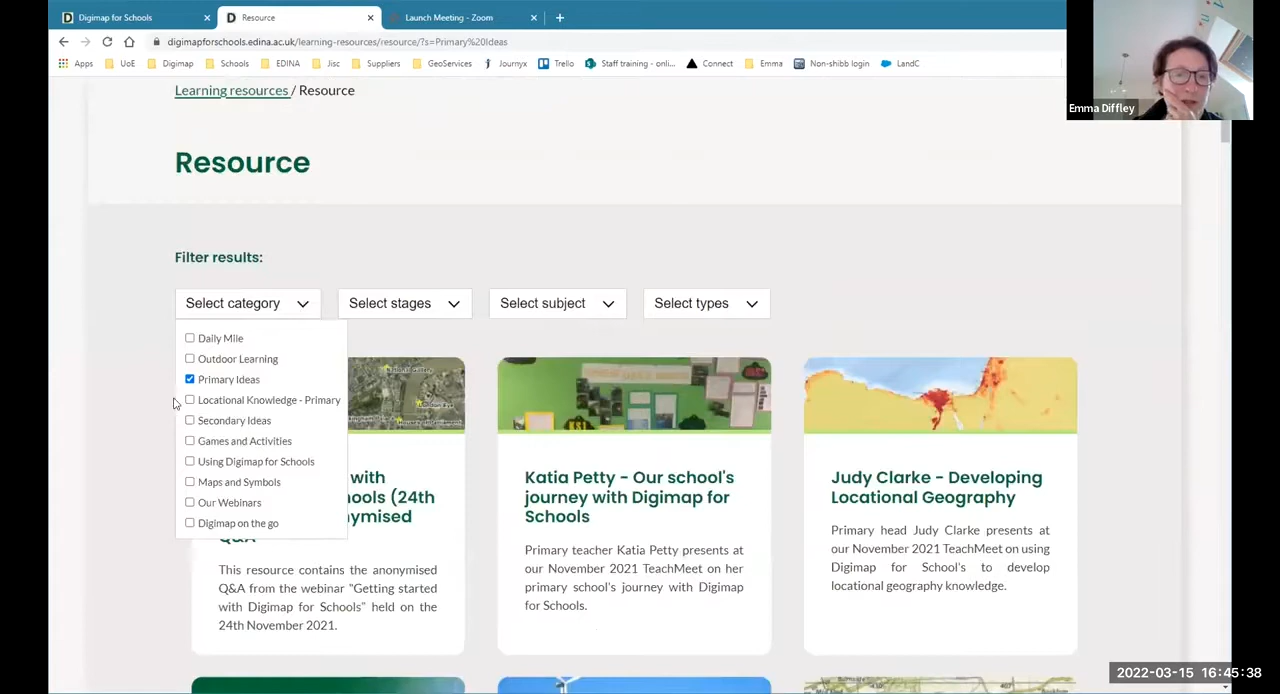 Digimap for Schools
Resource
Launch Meeting - Zoom
digimapforschools.edina.ac.uk/learning-resources/resource/?s=Primary%20Ideas
Apps
UoE
Digimap
Schools
EDINA
Jisc
Suppliers
GeoServices
Journyx
Trello
Staff training - onli...
Connect
Emma
Non-shibb login
LandC
Emma Diffley
Learning resources / Resource
Resource
Filter results:
Select category
Select stages
Select subject
Select types
Daily Mile
Outdoor Learning
Primary Ideas
Locational Knowledge - Primary
Secondary Ideas
Games and Activities
Using Digimap for Schools
Maps and Symbols
Our Webinars
Digimap on the go
with
hools (24th
nymised
Q&A
This resource contains the anonymised
Q&A from the webinar "Getting started
with Digimap for Schools" held on the
24th November 2021.
Katia Petty - Our school's
journey with Digimap for
Schools
Primary teacher Katia Petty presents at
our November 2021 TeachMeet on her
primary school's journey with Digimap
for Schools.
Judy Clarke - Developing
Locational Geography
Primary head Judy Clarke presents at
our November 2021 TeachMeet on using
Digimap for School's to develop
locational geography knowledge.
2022-03-15 16:45:38